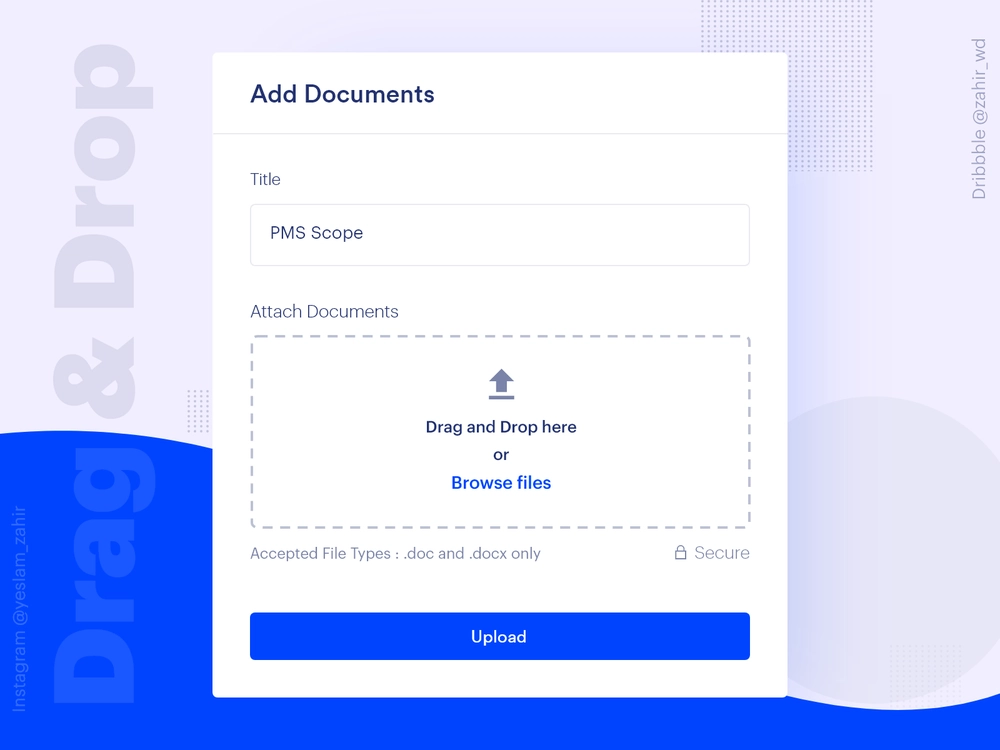 Drag & Drop
Instagram @yeslam_zahir
Dribbble @zahir_wd
Add Documents
Title
PMS Scope
Attach Documents
Drag and Drop here
or
Browse files
Accepted File Types : .doc and .docx only
Secure
Upload